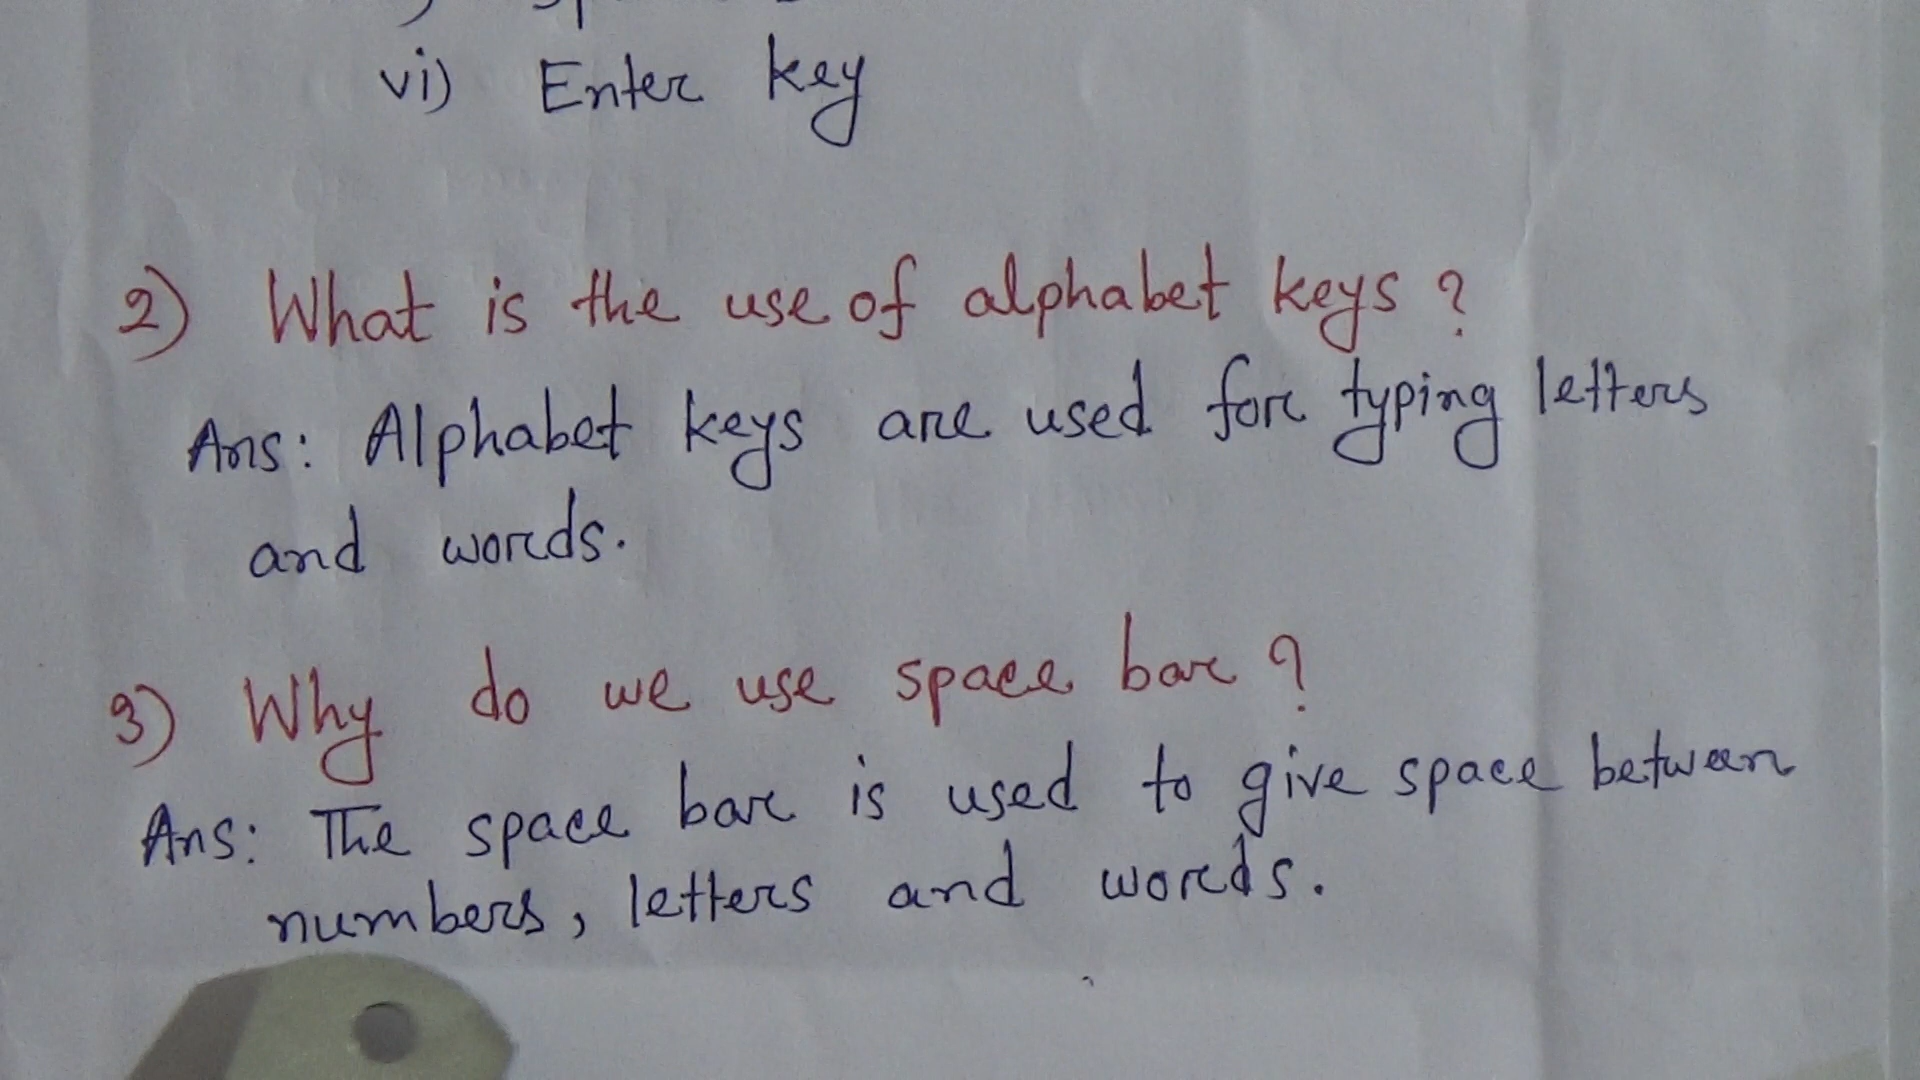 vi) Enter key
2) What is the use of alphabet keys ?
Ans: Alphabet keys are used for typing letters
and words.
3) Why do we use space bar ?
Ans: The space bar is used to give space between
numbers, letters and words.